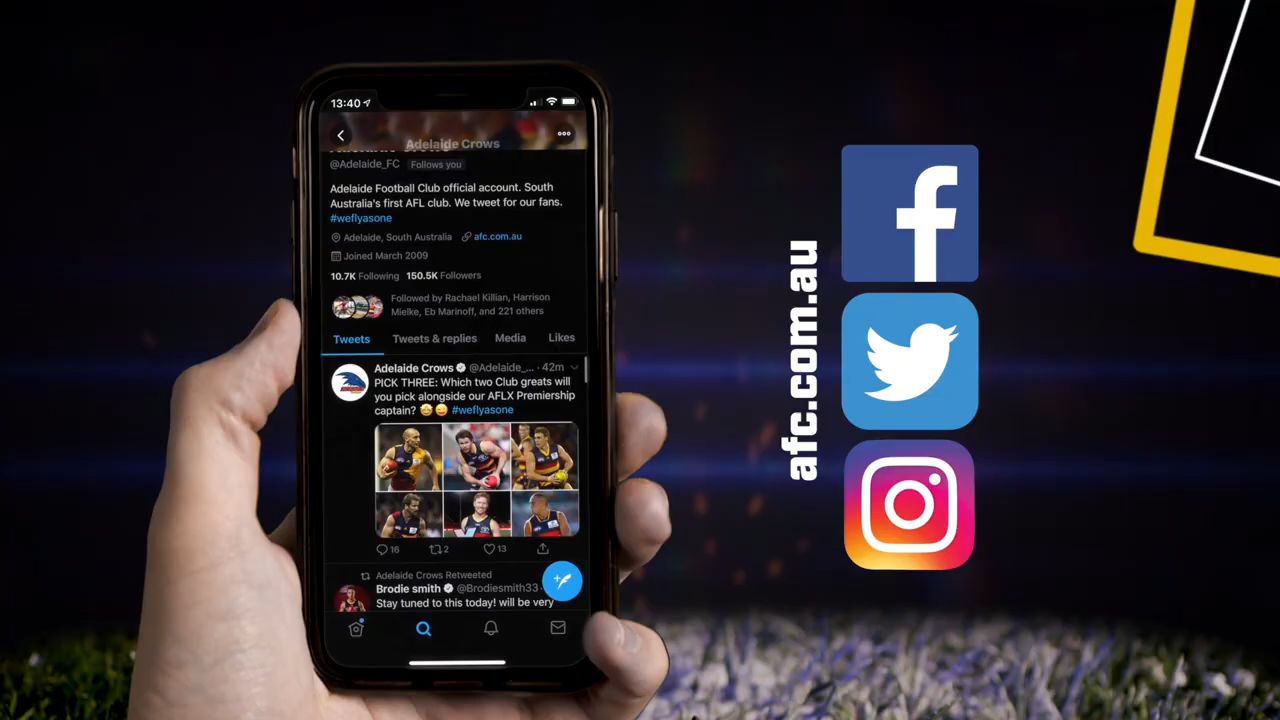 13:40
Adelaide Crows
@Adelaide_FC Follows you
Adelaide Football Club official account. South
Australia's first AFL club. We tweet for our fans.
#weflyasone
Adelaide, South Australia afc.com.au
Joined March 2009
10.7K Following 150.5K Followers
Followed by Rachael Killian, Harrison
Mielke, Eb Marinoff, and 221 others
Tweets Tweets & replies Media Likes
Adelaide Crows @Adelaide_... · 42m
PICK THREE: Which two Club greats will
you pick alongside our AFLX Premiership
captain? 🤩😜 #weflyasone
16 2 13
Adelaide Crows Retweeted
Brodie smith @Brodiesmith33
Stay tuned to this today! will be very
afc.com.au